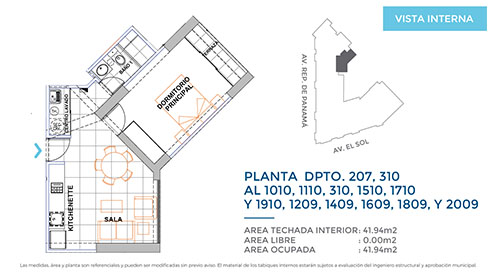 VISTA INTERNA
BAÑO 1
TERRAZA
DORMITORIO
PRINCIPAL
CENTRO LAVADO
KITCHENETTE
SALA
AV. REP. DE PANAMÁ
AV. EL SOL
PLANTA DPTO. 207, 310
AL 1010, 1110, 310, 1510, 1710
Y 1910, 1209, 1409, 1609, 1809, Y 2009
AREA TECHADA INTERIOR: 41.94m2
AREA LIBRE : 0.00m2
AREA OCUPADA : 41.94m2
Las medidas, área y planta son referenciales y pueden ser modificadas sin previo aviso. El material de los tabiques internos estarán sujetos a evaluación del ingeniero estructural y aprobación municipal.